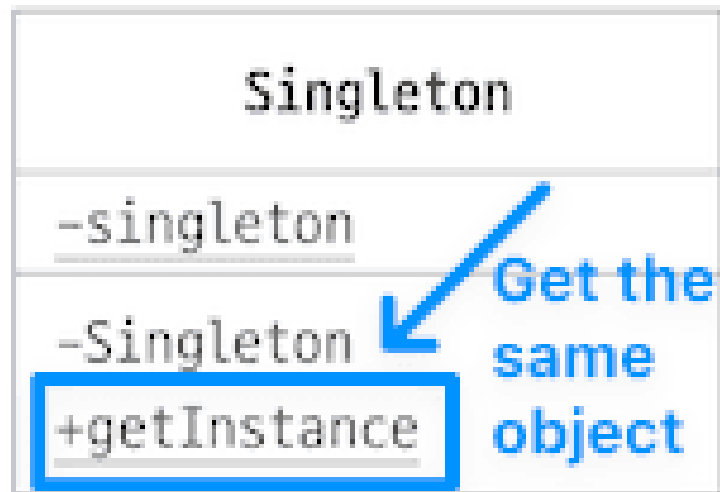 Singleton
-singleton
-Singleton
+getInstance
Get the
same
object